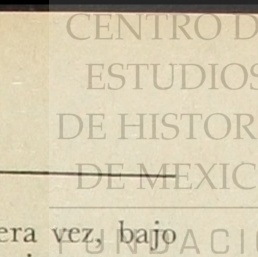 CENTRO D
ESTUDIOS
DE HISTOR
DE MEXIC
era vez, bajo
FUNDACI